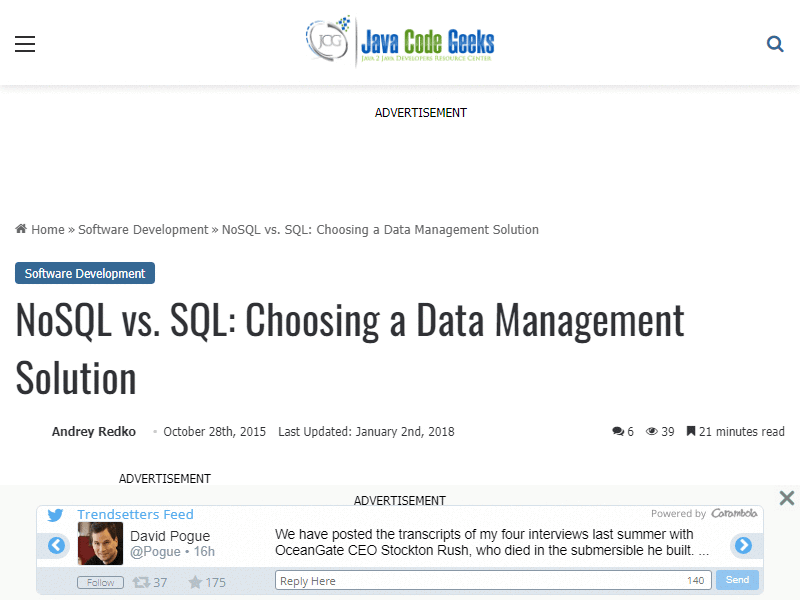 JCG
Java Code Geeks
Java 2 Java Developers Resource Center
ADVERTISEMENT
Home » Software Development » NoSQL vs. SQL: Choosing a Data Management Solution
Software Development
NoSQL vs. SQL: Choosing a Data Management
Solution
Andrey Redko October 28th, 2015 Last Updated: January 2nd, 2018 6 39 21 minutes read
ADVERTISEMENT
ADVERTISEMENT
Trendsetters Feed Powered by Carambola
David Pogue
@Pogue • 16h
We have posted the transcripts of my four interviews last summer with
OceanGate CEO Stockton Rush, who died in the submersible he built. ...
Follow 37 175 Reply Here 140 Send